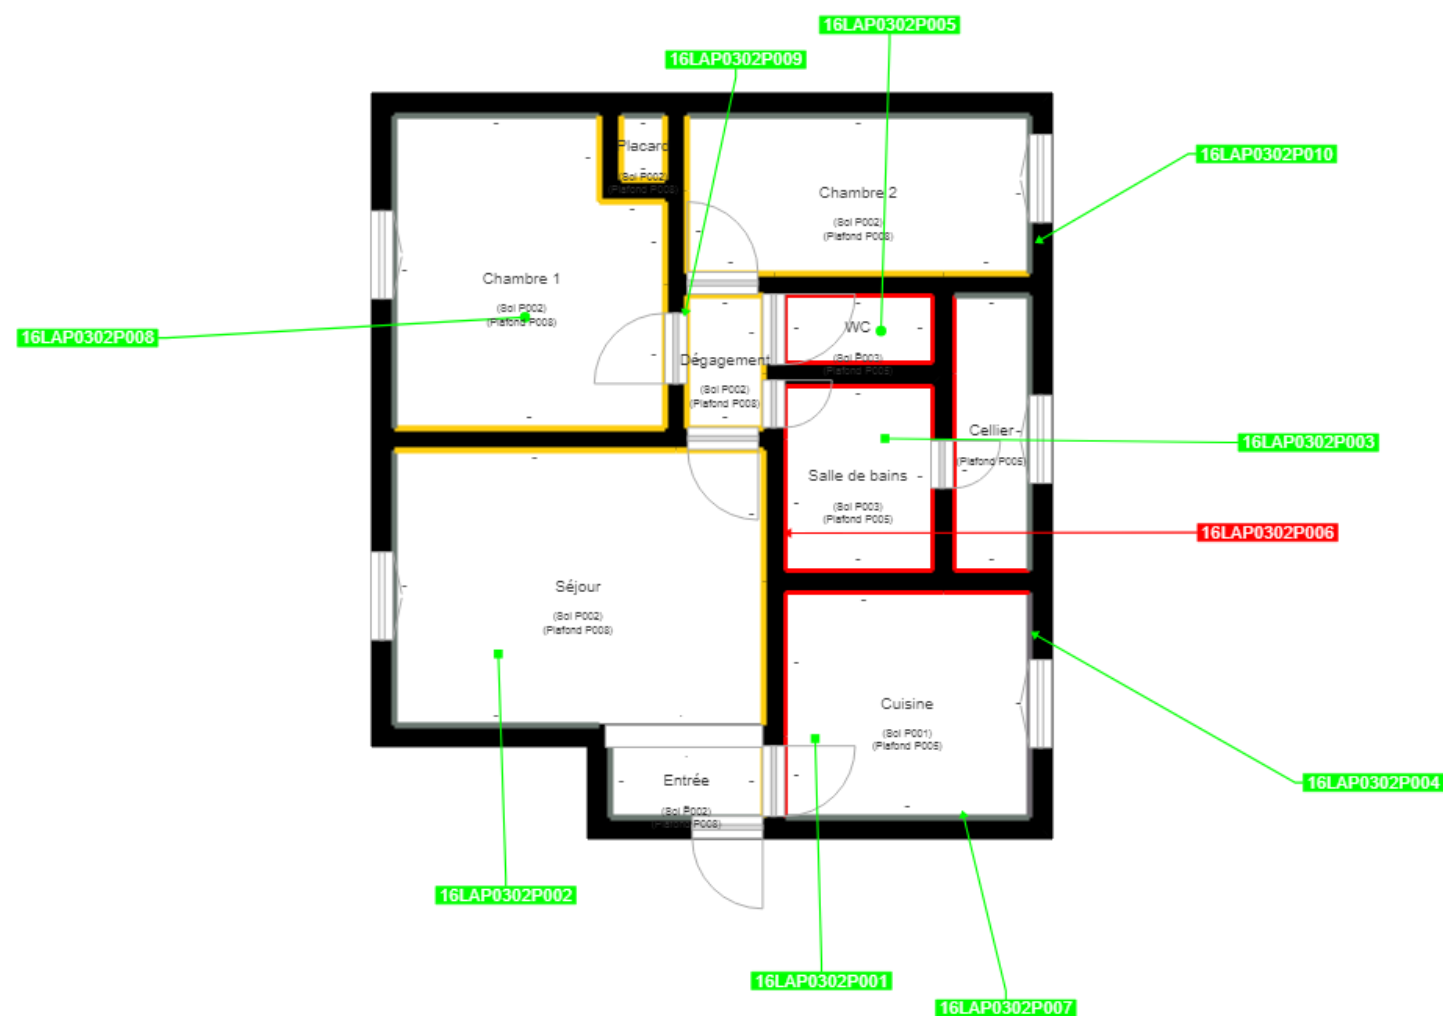 16LAP0302P005
16LAP0302P009
16LAP0302P010
Placard
(Sol P002)
(Plafond P008)
Chambre 2
(Sol P002)
(Plafond P008)
Chambre 1
(Sol P002)
(Plafond P008)
16LAP0302P008
WC
(Sol P003)
(Plafond P005)
Dégagement
(Sol P002)
(Plafond P008)
Cellier
(Plafond P005)
16LAP0302P003
Salle de bains
(Sol P003)
(Plafond P005)
16LAP0302P006
Séjour
(Sol P002)
(Plafond P008)
Cuisine
(Sol P001)
(Plafond P005)
Entrée
(Sol P002)
(Plafond P008)
16LAP0302P004
16LAP0302P002
16LAP0302P001
16LAP0302P007